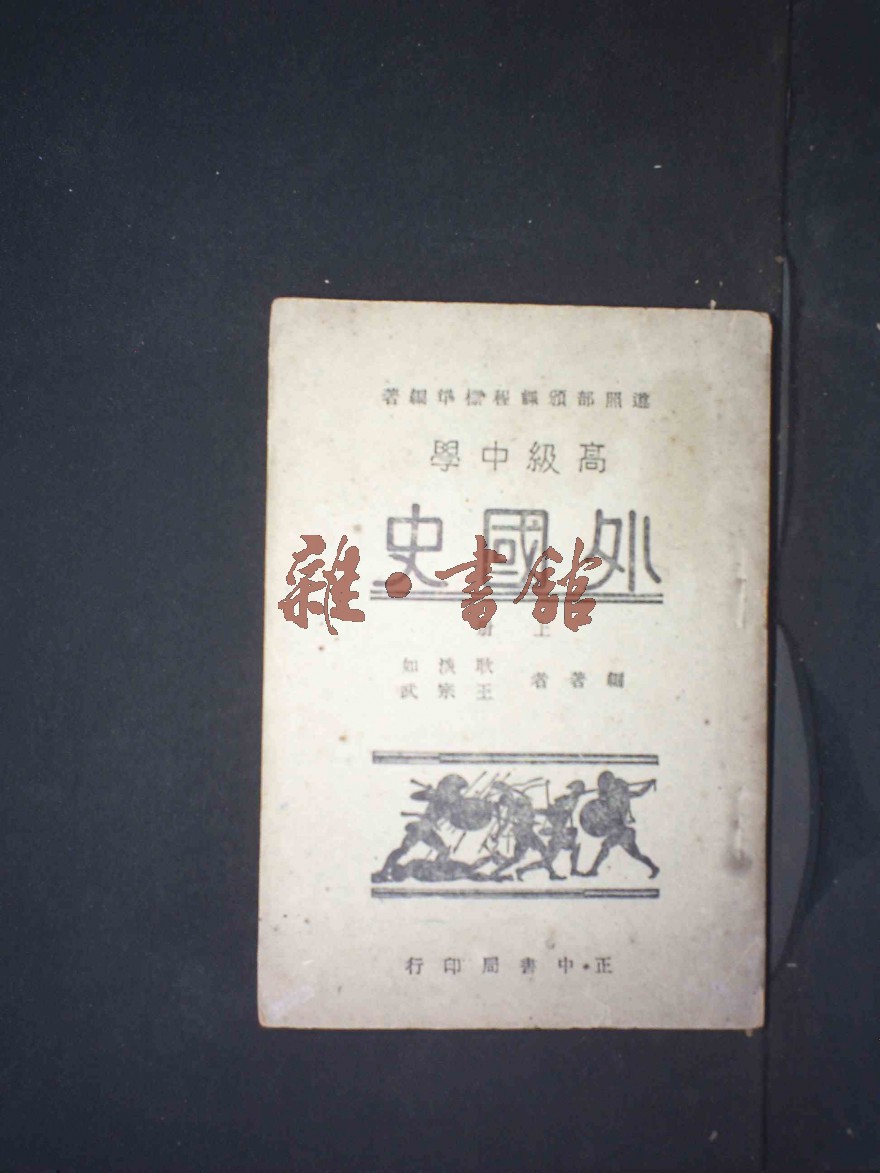 遵照部頒課程標準編著
高級中學
外國史
上冊
編著者
耿淡如
王宗武
正中書局印行
雜·書館